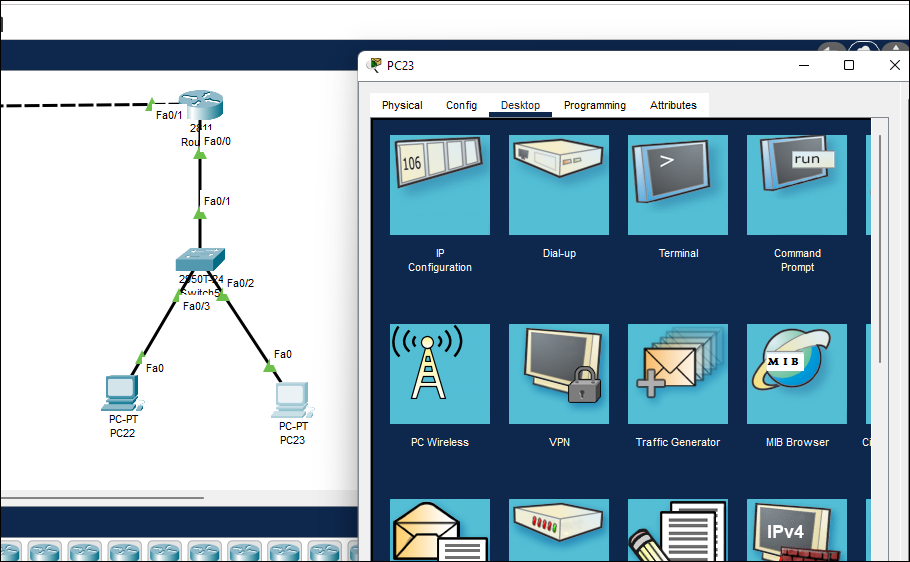 PC23
Physical Config Desktop Programming Attributes
Fa0/1
2811
Fa0/0
Fa0/1
2950T-24
Fa0/2
Fa0/3
Fa0
Fa0
PC-PT
PC22
PC-PT
PC23
106
>
run
IP
Configuration
Dial-up
Terminal
Command
Prompt
MIB
PC Wireless
VPN
Traffic Generator
MIB Browser
Ci
IPv4